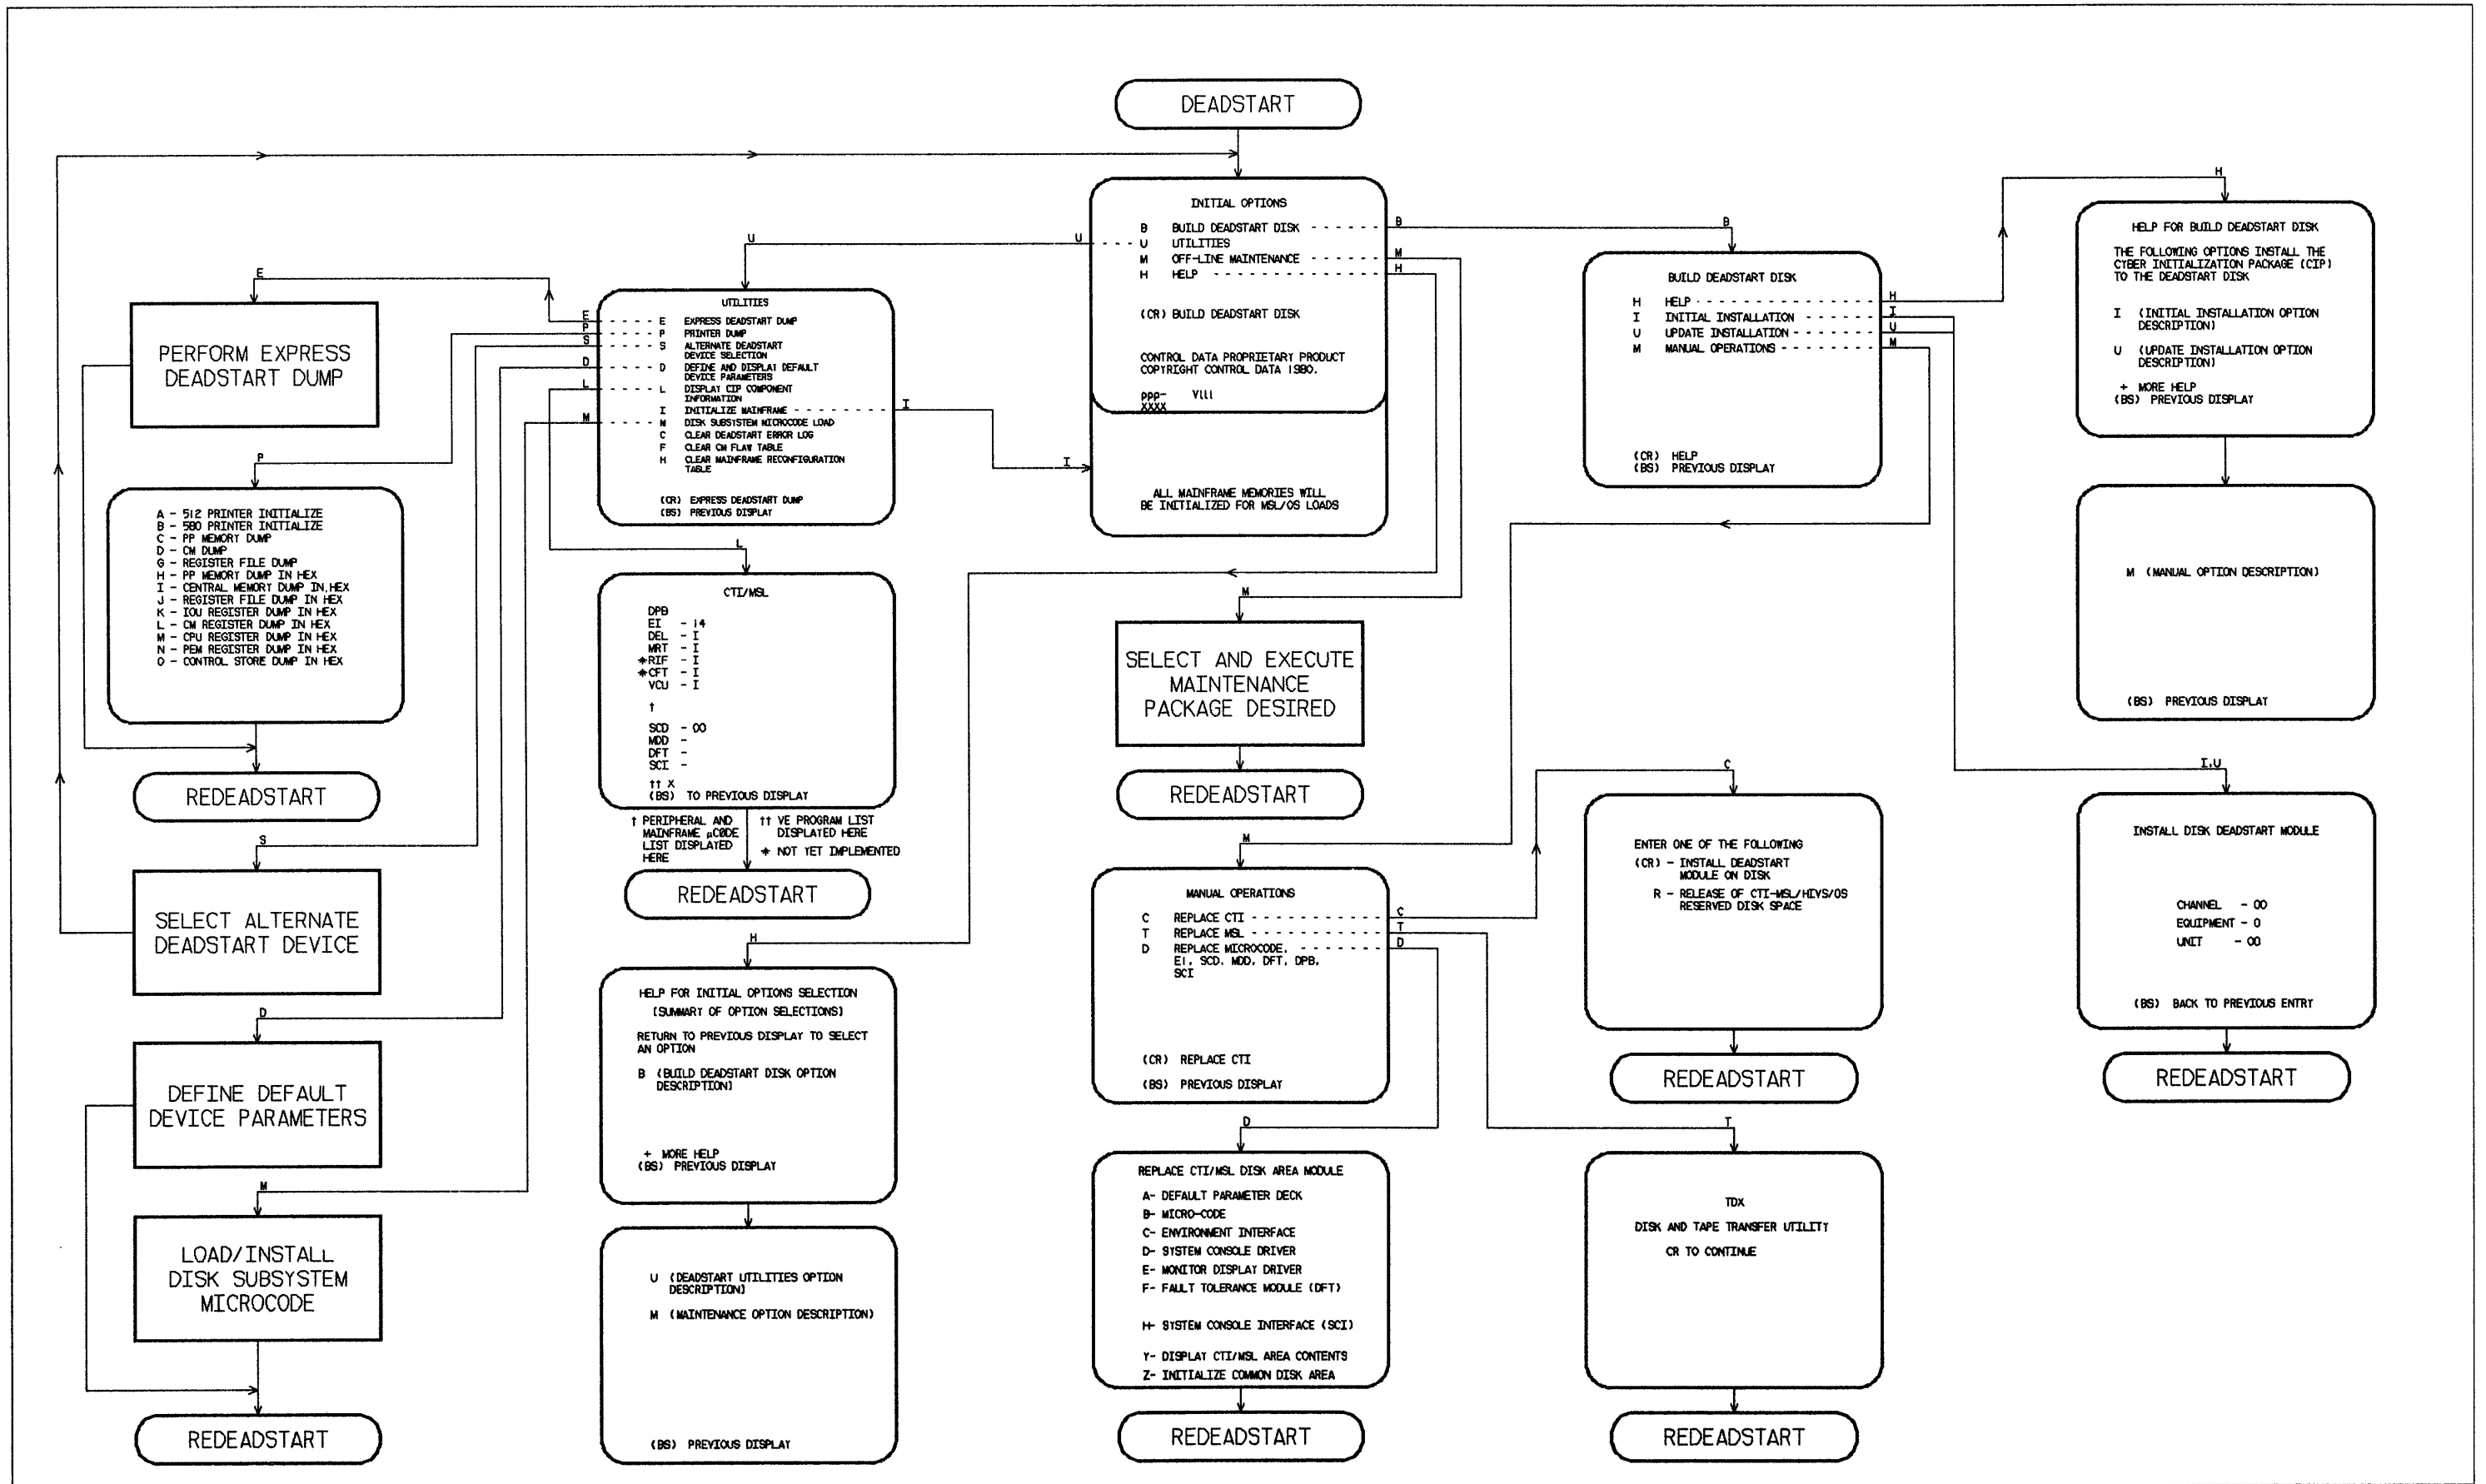 DEADSTART
INITIAL OPTIONS
B BUILD DEADSTART DISK - - - - - - B
U - - - - U UTILITIES
M OFF-LINE MAINTENANCE - - - - - - M
H HELP - - - - - - H
(CR) BUILD DEADSTART DISK
CONTROL DATA PROPRIETARY PRODUCT
COPYRIGHT CONTROL DATA 1980.
ppp- Vlll
XXXX
ALL MAINFRAME MEMORIES WILL
BE INITIALIZED FOR MSL/OS LOADS
I
U
UTILITIES
E - - - - E EXPRESS DEADSTART DUMP
P - - - - P PRINTER DUMP
S - - - - S ALTERNATE DEADSTART
DEVICE SELECTION
D - - - - D DEFINE AND DISPLAY DEFAULT
DEVICE PARAMETERS
L - - - - L DISPLAY CIP COMPONENT
INFORMATION
I INITIALIZE MAINFRAME - - - - - - I
M - - - - M DISK SUBSYSTEM MICROCODE LOAD
C CLEAR DEADSTART ERROR LOG
F CLEAR CM FLAW TABLE
H CLEAR MAINFRAME RECONFIGURATION
TABLE
(CR) EXPRESS DEADSTART DUMP
(BS) PREVIOUS DISPLAY
E
PERFORM EXPRESS
DEADSTART DUMP
P
A - 512 PRINTER INITIALIZE
B - 580 PRINTER INITIALIZE
C - PP MEMORY DUMP
D - CM DUMP
G - REGISTER FILE DUMP
H - PP MEMORY DUMP IN HEX
I - CENTRAL MEMORY DUMP IN,HEX
J - REGISTER FILE DUMP IN HEX
K - IOU REGISTER DUMP IN HEX
L - CM REGISTER DUMP IN HEX
M - CPU REGISTER DUMP IN HEX
N - PEM REGISTER DUMP IN HEX
O - CONTROL STORE DUMP IN HEX
REDEADSTART
S
SELECT ALTERNATE
DEADSTART DEVICE
D
DEFINE DEFAULT
DEVICE PARAMETERS
M
LOAD/INSTALL
DISK SUBSYSTEM
MICROCODE
REDEADSTART
L
CTI/MSL
DPB
EI - 14
DEL - I
MRT - I
*RIF - I
*CFT - I
VCU - I
†
SCD - 00
MDD -
DFT -
SCI -
†† X
(BS) TO PREVIOUS DISPLAY
† PERIPHERAL AND
MAINFRAME µCODE
LIST DISPLAYED
HERE
†† VE PROGRAM LIST
DISPLAYED HERE
* NOT YET IMPLEMENTED
REDEADSTART
H
HELP FOR INITIAL OPTIONS SELECTION
(SUMMARY OF OPTION SELECTIONS)
RETURN TO PREVIOUS DISPLAY TO SELECT
AN OPTION
B (BUILD DEADSTART DISK OPTION
DESCRIPTION)
+ MORE HELP
(BS) PREVIOUS DISPLAY
U (DEADSTART UTILITIES OPTION
DESCRIPTION)
M (MAINTENANCE OPTION DESCRIPTION)
(BS) PREVIOUS DISPLAY
M
SELECT AND EXECUTE
MAINTENANCE
PACKAGE DESIRED
REDEADSTART
M
MANUAL OPERATIONS
C REPLACE CTI - - - - - - C
T REPLACE MSL - - - - - - T
D REPLACE MICROCODE, - - - - - - D
EI, SCD, MDD, DFT, DPB,
SCI
(CR) REPLACE CTI
(BS) PREVIOUS DISPLAY
D
REPLACE CTI/MSL DISK AREA MODULE
A- DEFAULT PARAMETER DECK
B- MICRO-CODE
C- ENVIRONMENT INTERFACE
D- SYSTEM CONSOLE DRIVER
E- MONITOR DISPLAY DRIVER
F- FAULT TOLERANCE MODULE (DFT)
H- SYSTEM CONSOLE INTERFACE (SCI)
Y- DISPLAY CTI/MSL AREA CONTENTS
Z- INITIALIZE COMMON DISK AREA
REDEADSTART
B
BUILD DEADSTART DISK
H HELP - - - - - - H
I INITIAL INSTALLATION - - - - - - I
U UPDATE INSTALLATION - - - - - - U
M MANUAL OPERATIONS - - - - - - M
(CR) HELP
(BS) PREVIOUS DISPLAY
C
ENTER ONE OF THE FOLLOWING
(CR) - INSTALL DEADSTART
MODULE ON DISK
R - RELEASE OF CTI-MSL/HIVS/OS
RESERVED DISK SPACE
REDEADSTART
T
TDX
DISK AND TAPE TRANSFER UTILITY
CR TO CONTINUE
REDEADSTART
H
HELP FOR BUILD DEADSTART DISK
THE FOLLOWING OPTIONS INSTALL THE
CYBER INITIALIZATION PACKAGE (CIP)
TO THE DEADSTART DISK
I (INITIAL INSTALLATION OPTION
DESCRIPTION)
U (UPDATE INSTALLATION OPTION
DESCRIPTION)
+ MORE HELP
(BS) PREVIOUS DISPLAY
M (MANUAL OPTION DESCRIPTION)
(BS) PREVIOUS DISPLAY
I,U
INSTALL DISK DEADSTART MODULE
CHANNEL - 00
EQUIPMENT - 0
UNIT - 00
(BS) BACK TO PREVIOUS ENTRY
REDEADSTART